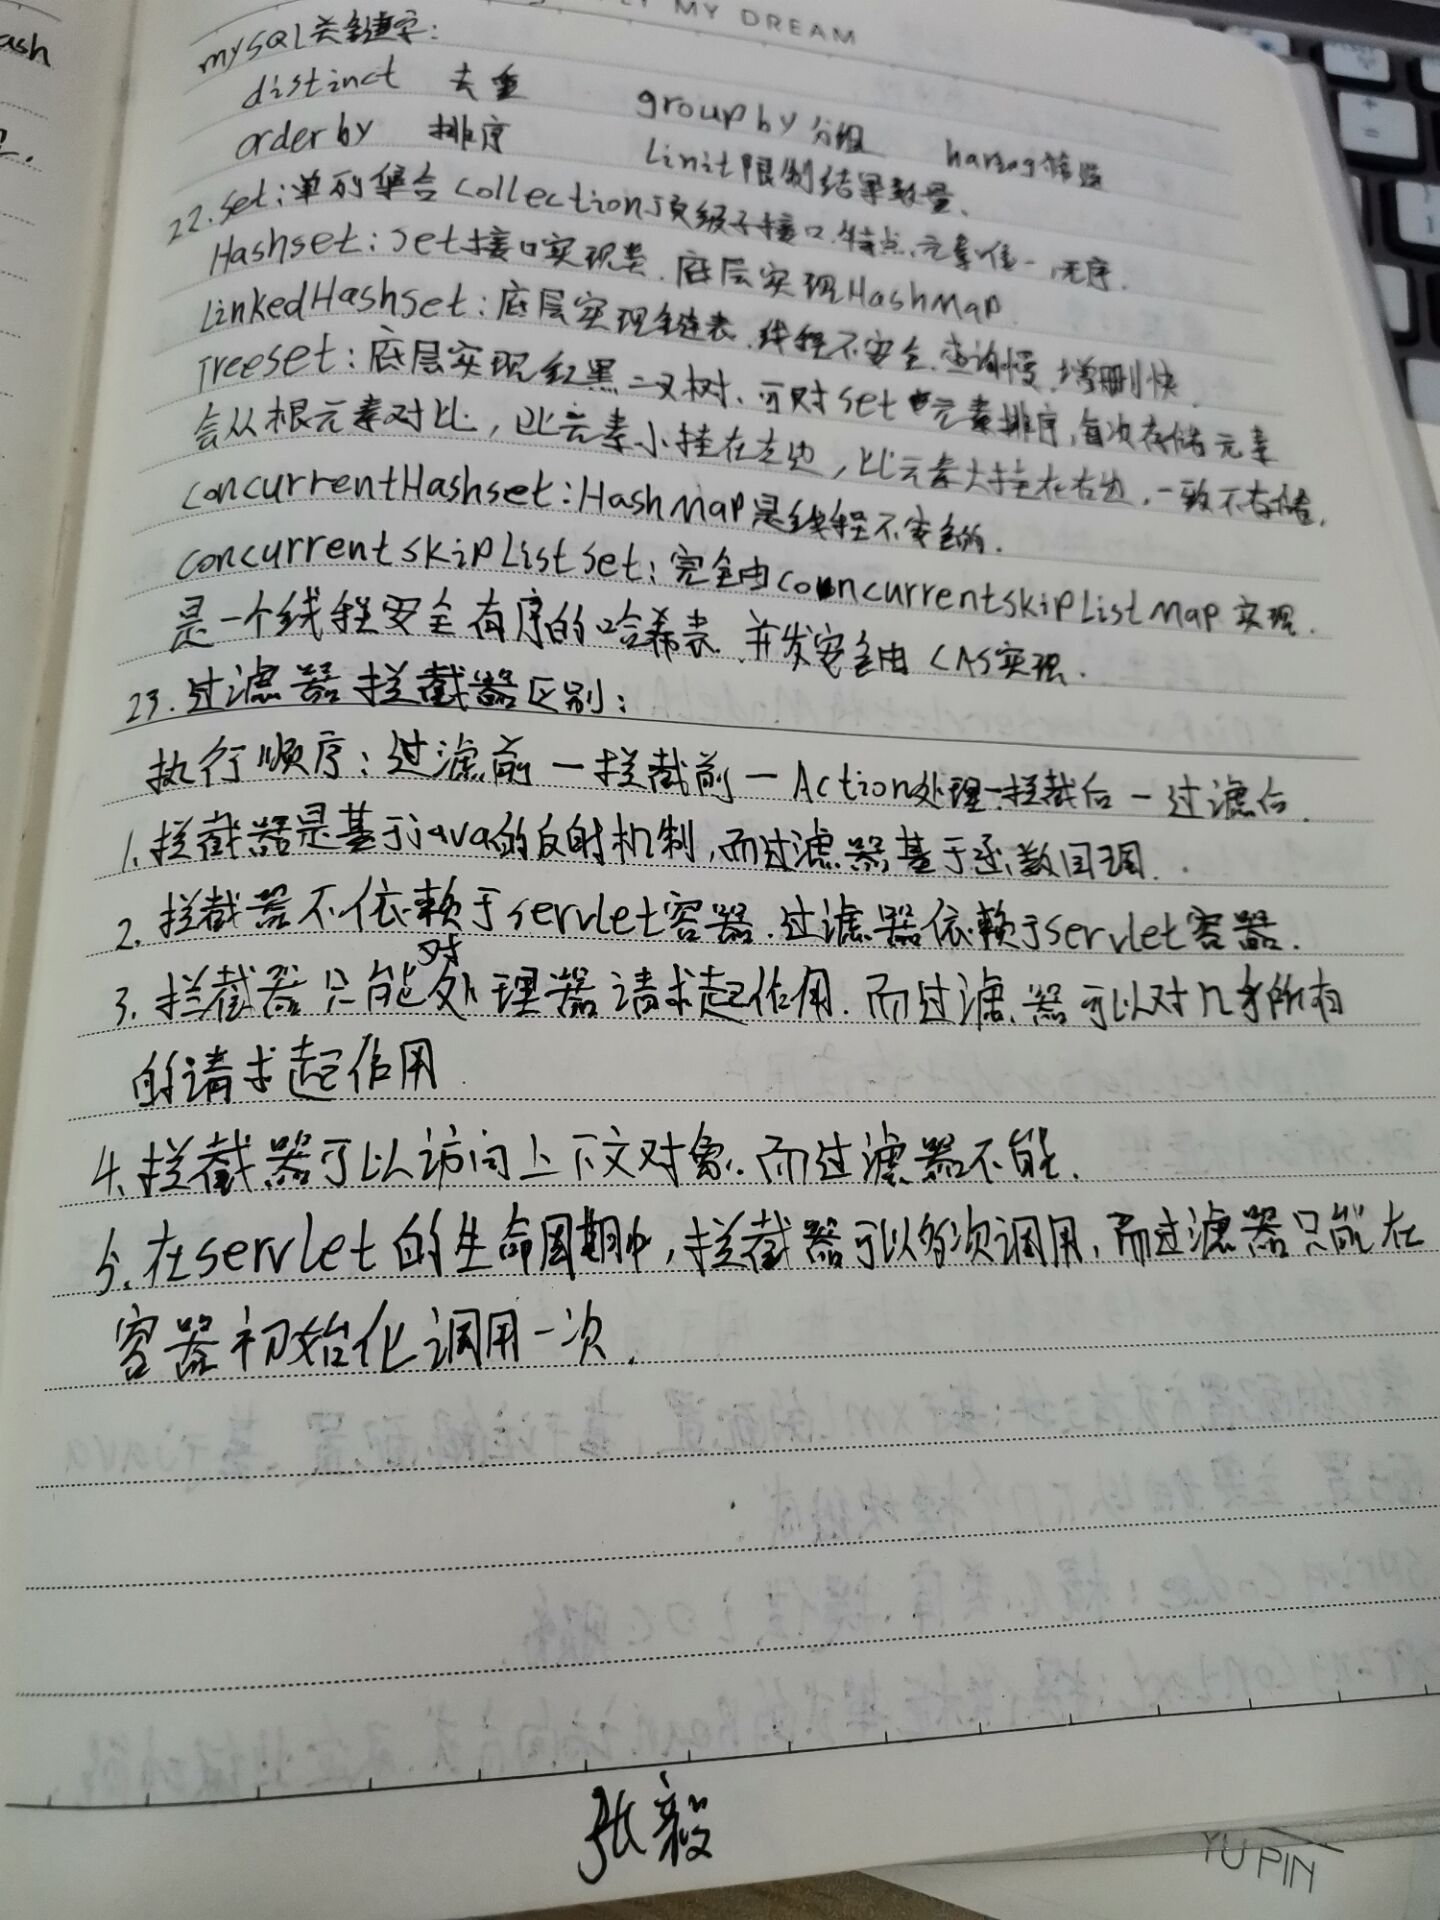 MY DREAM
ash
mysql关键字:
distinct 去重 group by 分组 having 筛选
order by 排序 Limit 限制结果数量.
22.set:单列集合Collection顶级子接口.特点,元素唯一,无序.
Hashset:set接口实现类.底层实现HashMap
LinkedHashset:底层实现链表.线程不安全.查询慢,增删快.
Treeset:底层实现红黑二叉树、可对set中元素排序,每次存储元素
会从根元素对比,比元素小挂在左边,比元素大挂在右边,一致不存储.
ConcurrentHashset:HashMap是线程不安全的.
ConcurrentskipListset:完全由ConcurrentskipListMap实现.
是一个线程安全有序的哈希表.并发安全由CAS实现.
23.过滤器 拦截器区别:
执行顺序:过滤前-拦截前-Action处理-拦截后-过滤后.
1.拦截器是基于java的反射机制,而过滤器基于函数回调.
2.拦截器不依赖于servlet容器.过滤器依赖于servlet容器.
3.拦截器只能对处理器请求起作用.而过滤器可以对几乎所有
的请求起作用
4.拦截器可以访问上下文对象.而过滤器不能.
5.在servlet的生命周期中,拦截器可以多次调用,而过滤器只能在
容器初始化调用一次.
张毅
YU PIN